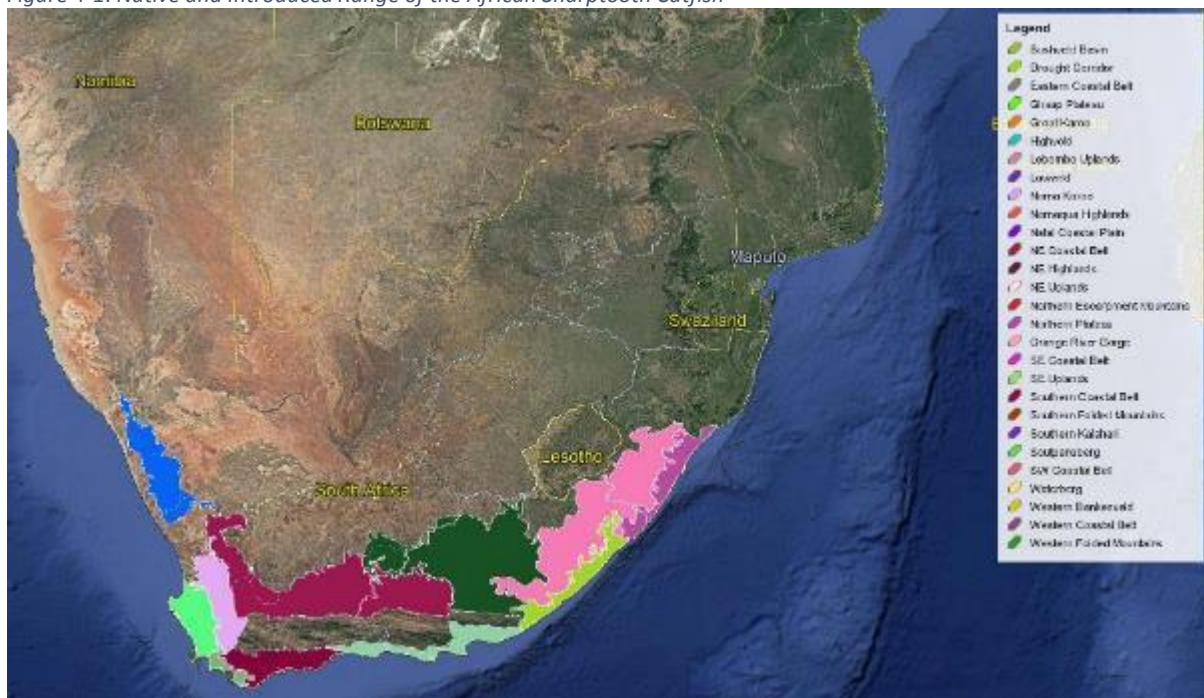 Figure 4-1: Native and Introduced Range of the African Sharptooth Catfish
Namibia
Botswana
Maputo
Swaziland
Lesotho
South Africa
Legend
Bushveld Basin
Drought Corridor
Eastern Coastal Belt
Ghaap Plateau
Great Karoo
Highveld
Lebombo Uplands
Lowveld
Nama Karoo
Namaqua Highlands
Natal Coastal Plain
NE Coastal Belt
NE Highlands
NE Uplands
Northern Escarpment Mountains
Northern Plateau
Orange River Gorge
SE Coastal Belt
SE Uplands
Southern Coastal Belt
Southern Folded Mountains
Southern Kalahari
Soutpansberg
SW Coastal Belt
Waterberg
Western Bankenveld
Western Coastal Belt
Western Folded Mountains